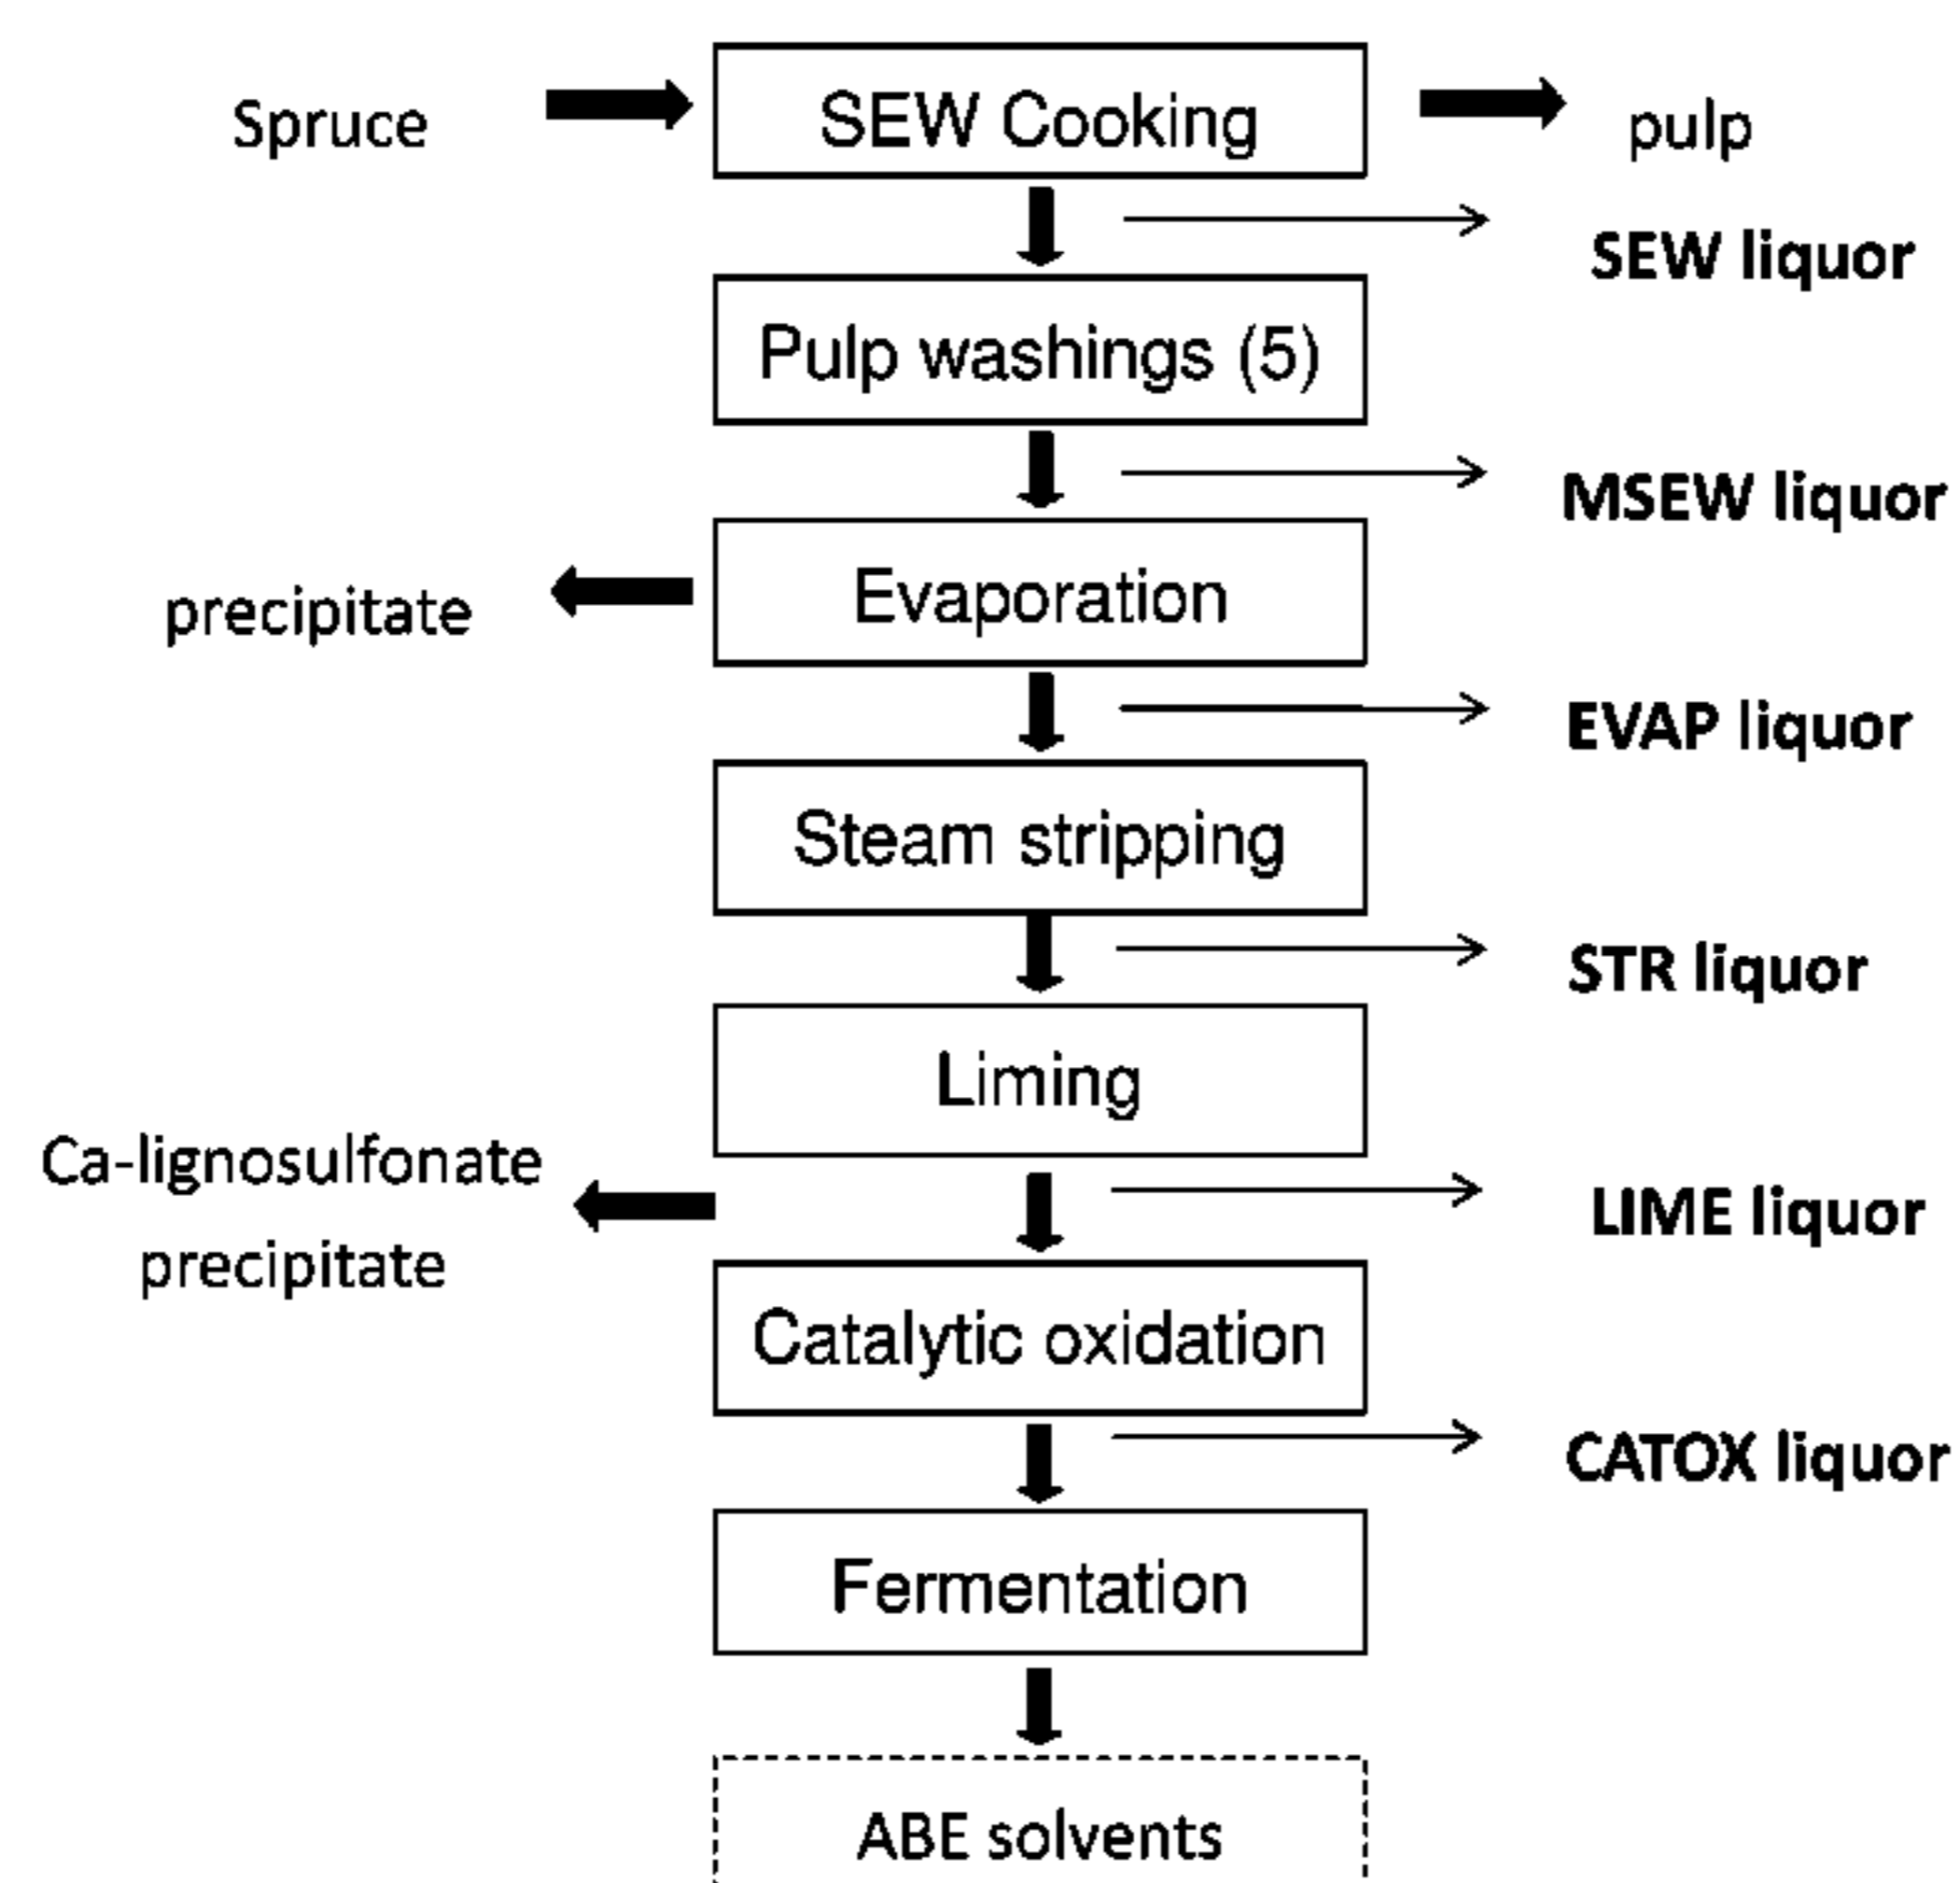 Spruce
SEW Cooking
pulp
SEW liquor
Pulp washings (5)
MSEW liquor
precipitate
Evaporation
EVAP liquor
Steam stripping
STR liquor
Liming
Ca-lignosulfonate
precipitate
LIME liquor
Catalytic oxidation
CATOX liquor
Fermentation
ABE solvents